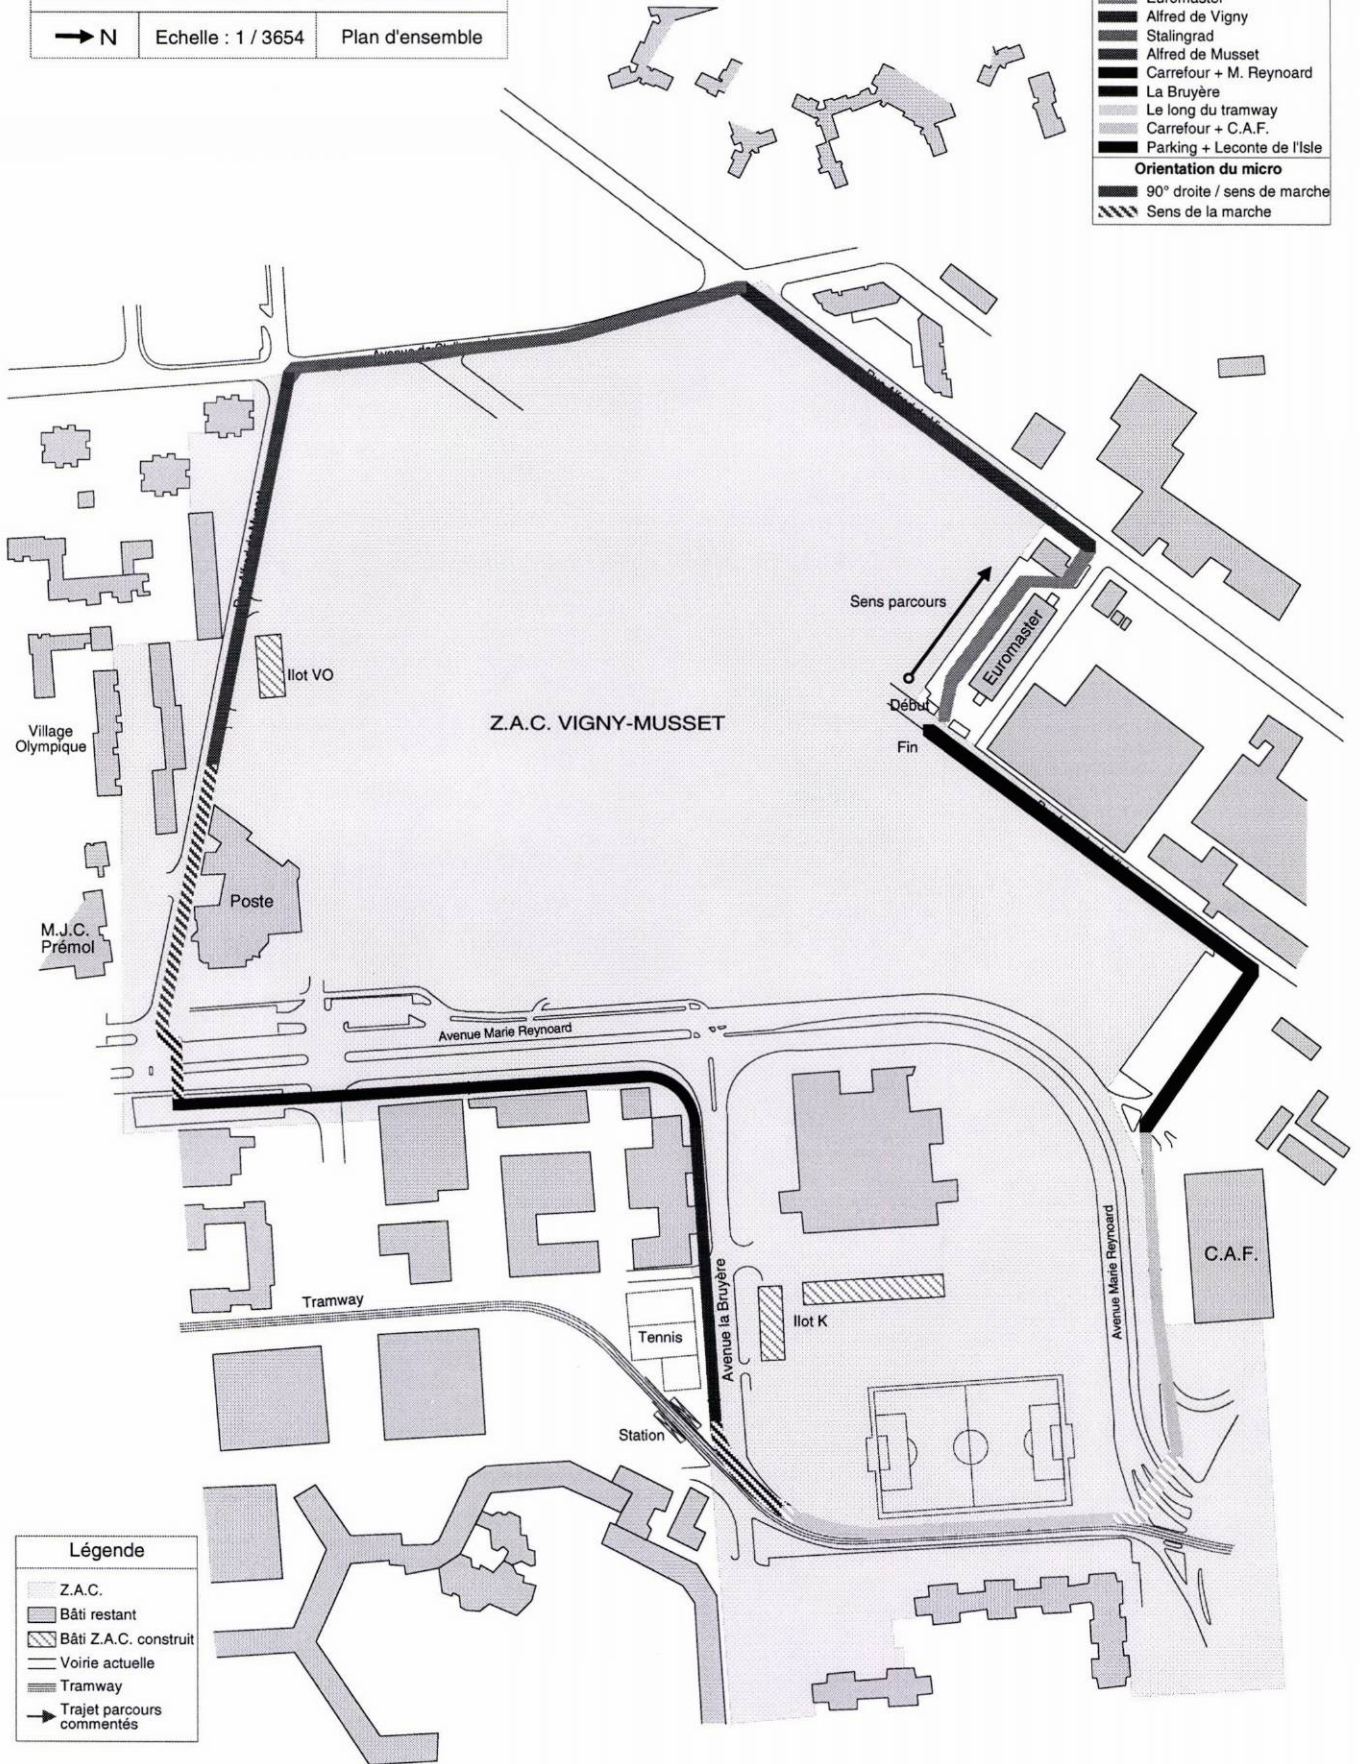 N
Echelle : 1 / 3654
Plan d'ensemble
Euromaster
Alfred de Vigny
Stalingrad
Alfred de Musset
Carrefour + M. Reynoard
La Bruyère
Le long du tramway
Carrefour + C.A.F.
Parking + Leconte de l'Isle
Orientation du micro
90° droite / sens de marche
Sens de la marche
Sens parcours
Euromaster
Début
Fin
Ilot VO
Z.A.C. VIGNY-MUSSET
Village
Olympique
Poste
M.J.C.
Prémol
Avenue Marie Reynoard
Avenue Marie Reynoard
C.A.F.
Tramway
Tennis
Avenue la Bruyère
Ilot K
Station
Légende
Z.A.C.
Bâti restant
Bâti Z.A.C. construit
Voirie actuelle
Tramway
Trajet parcours
commentés